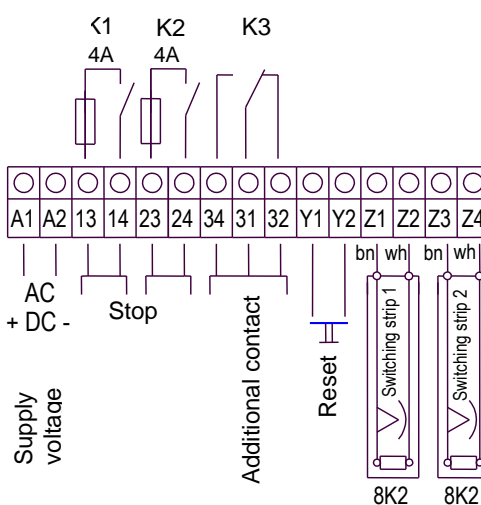 K1 K2 K3
4A 4A
A1 A2 13 14 23 24 34 31 32 Y1 Y2 Z1 Z2 Z3 Z4
bn wh bn wh
AC
+ DC -
Stop
Supply
voltage
Additional contact
Reset
Switching strip 1
Switching strip 2
8K2 8K2